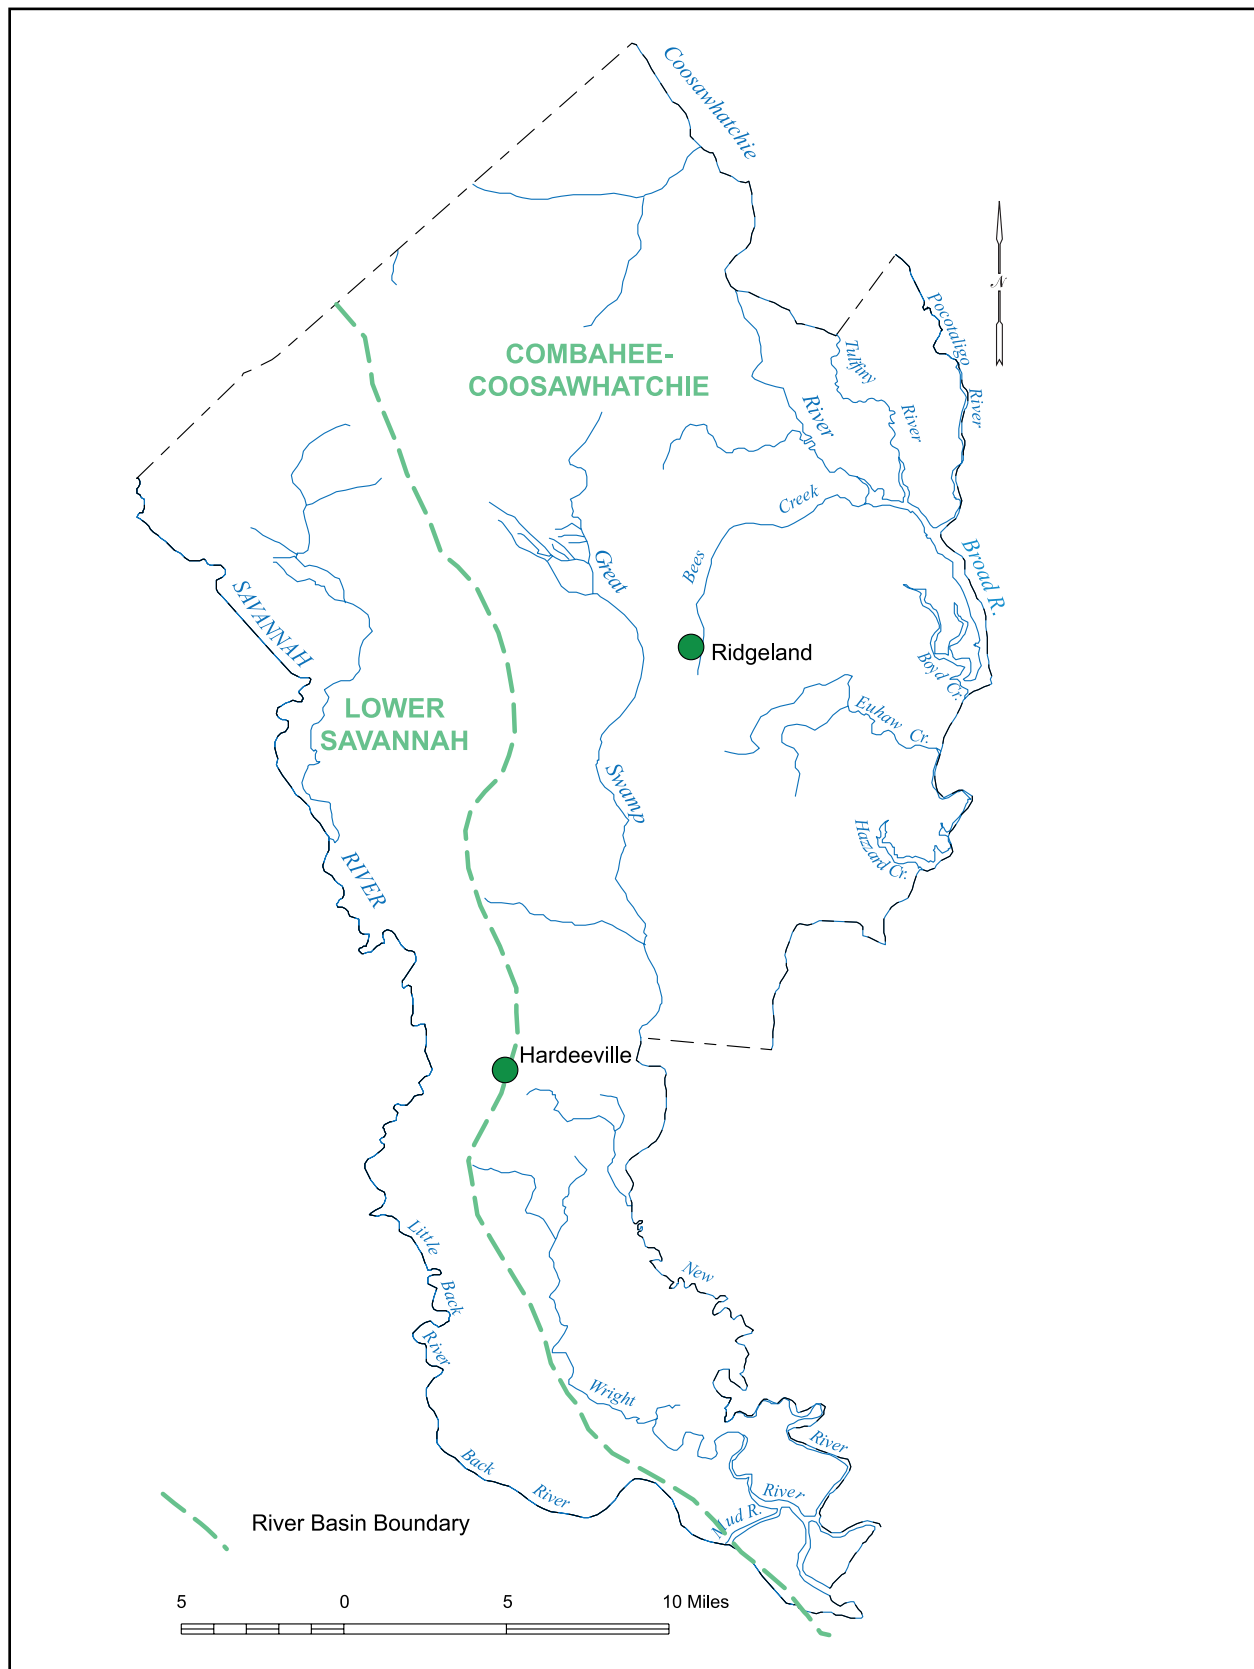 Coosawhatchie
N
Pocotaligo
River
Tulifiny
River
COMBAHEE-
COOSAWHATCHIE
River
Creek
Bees
Great
Broad R.
SAVANNAH
Ridgeland
Boyd Cr.
Euhaw Cr.
LOWER
SAVANNAH
Swamp
Hazzard Cr.
RIVER
Hardeeville
Little
Back
River
New
Wright
River
Back
River
River
Mud R.
River Basin Boundary
5 0 5 10 Miles